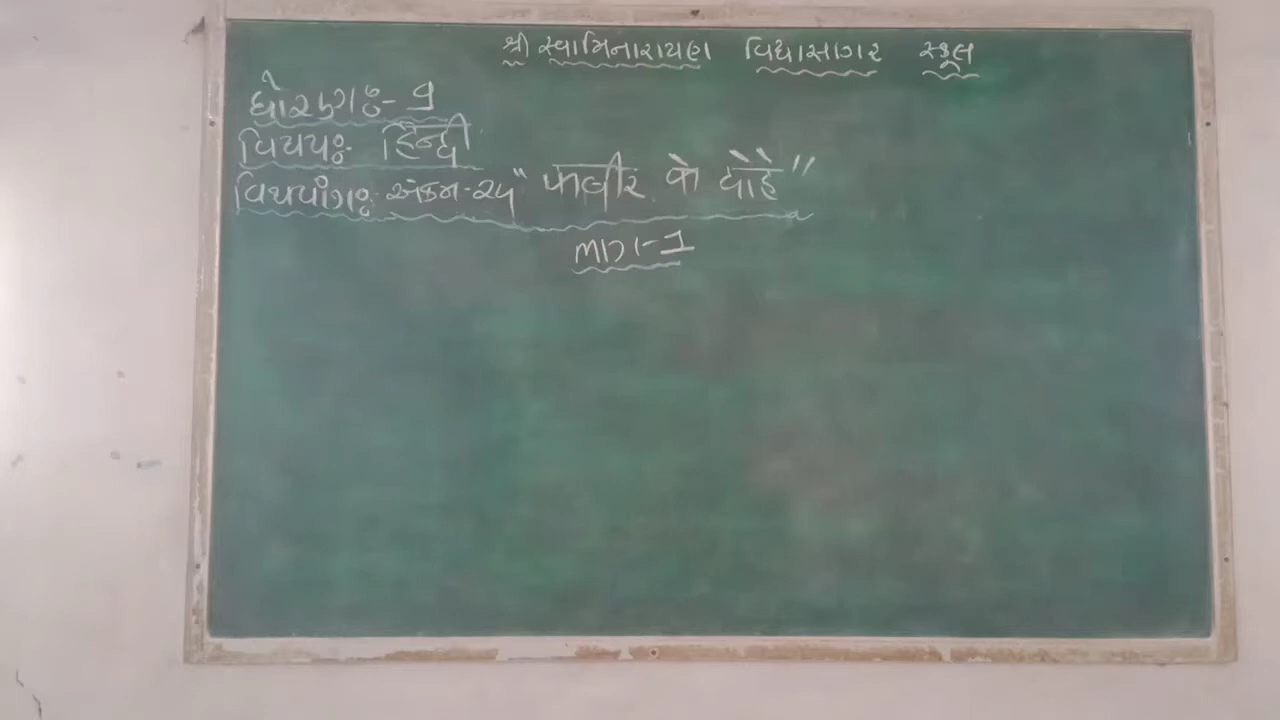 શ્રી સ્વામિનારાયણ વિદ્યાસાગર સ્કૂલ
ધોરણ:- 9
વિષય:- हिन्दी
વિષયાંગ:- એકમ-૨૫ "कबीर के दोहे"
ભાગ-1